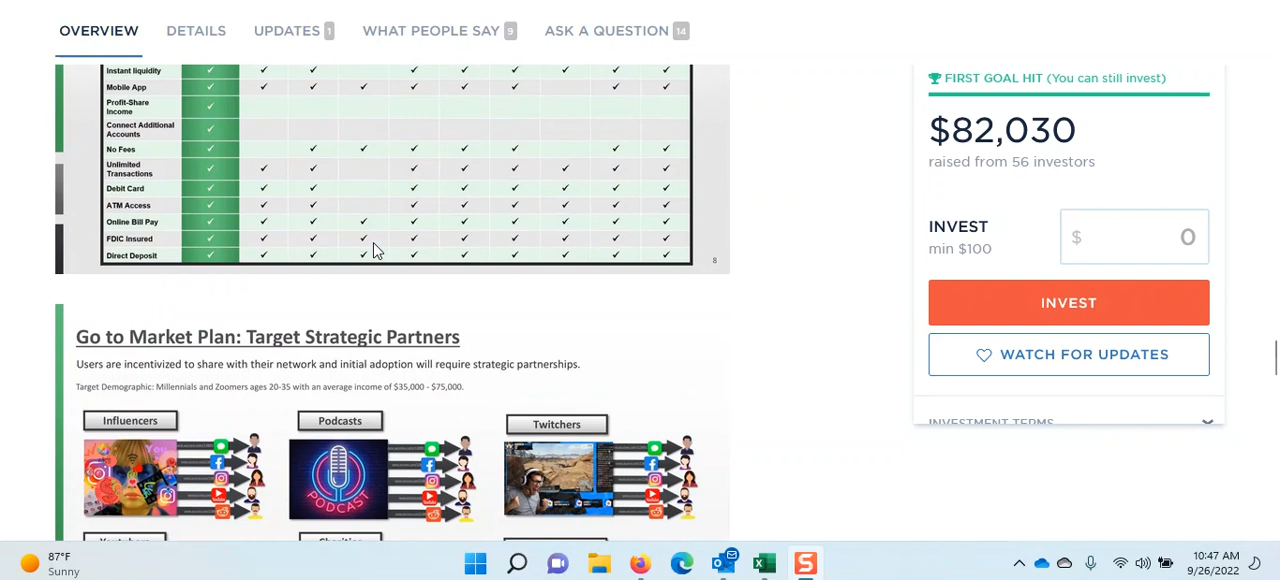 OVERVIEW
DETAILS
UPDATES 1
WHAT PEOPLE SAY 9
ASK A QUESTION 14
Instant liquidity ✓ ✓ ✓ ✓ ✓ ✓ ✓ ✓ ✓
Mobile App ✓ ✓ ✓ ✓ ✓ ✓ ✓ ✓ ✓
Profit-Share
Income ✓
Connect Additional
Accounts ✓
No Fees ✓ ✓ ✓ ✓ ✓ ✓ ✓ ✓
Unlimited
Transactions ✓ ✓ ✓ ✓ ✓ ✓ ✓ ✓ ✓
Debit Card ✓ ✓ ✓ ✓ ✓ ✓ ✓ ✓ ✓
ATM Access ✓ ✓ ✓ ✓ ✓ ✓ ✓ ✓ ✓
Online Bill Pay ✓ ✓ ✓ ✓ ✓ ✓ ✓ ✓ ✓ ✓
FDIC Insured ✓ ✓ ✓ ✓ ✓ ✓ ✓ ✓ ✓ ✓
Direct Deposit ✓ ✓ ✓ ✓ ✓ ✓ ✓ ✓ ✓ ✓
8
Go to Market Plan: Target Strategic Partners
Users are incentivized to share with their network and initial adoption will require strategic partnerships.
Target Demographic: Millennials and Zoomers ages 20-35 with an average income of $35,000 - $75,000.
Influencers
Podcasts
Twitchers
PODCAST
FIRST GOAL HIT (You can still invest)
$82,030
raised from 56 investors
INVEST
min $100
$ 0
INVEST
WATCH FOR UPDATES
INVESTMENT TERMS
87°F
Sunny
10:47 AM
9/26/2022